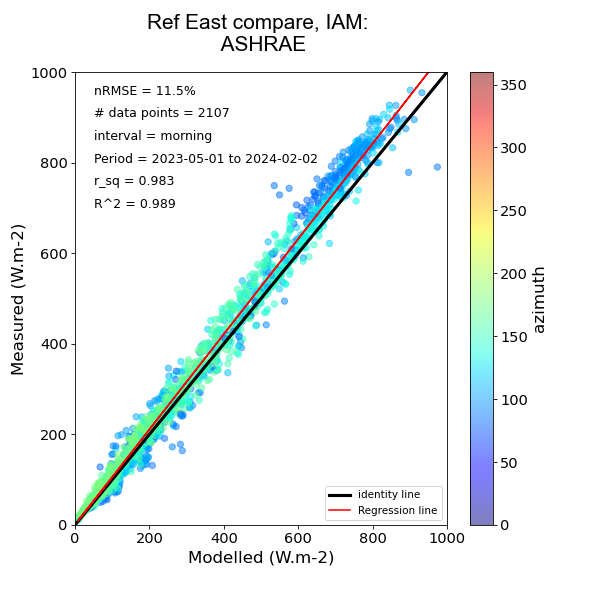 Ref East compare, IAM:
ASHRAE
nRMSE = 11.5%
# data points = 2107
interval = morning
Period = 2023-05-01 to 2024-02-02
r_sq = 0.983
R^2 = 0.989
1000
800
600
400
200
0
Measured (W.m-2)
0 200 400 600 800 1000
Modelled (W.m-2)
identity line
Regression line
350
300
250
200
150
100
50
0
azimuth